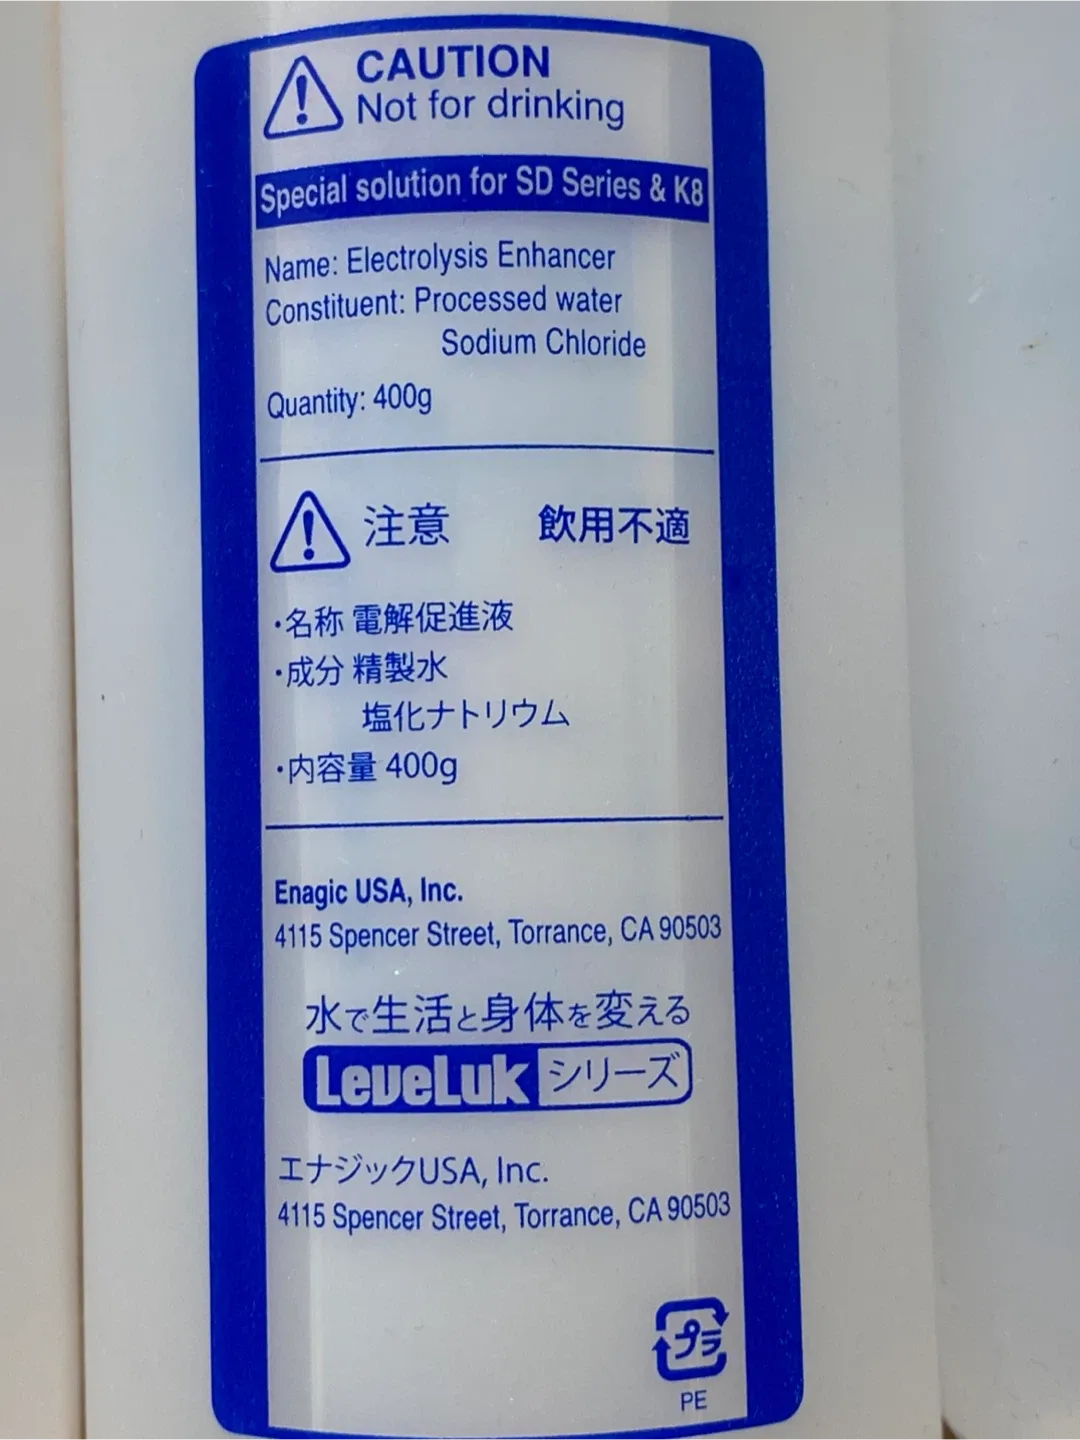 CAUTION
Not for drinking
Special solution for SD Series & K8
Name: Electrolysis Enhancer
Constituent: Processed water
Sodium Chloride
Quantity: 400g
注意 飲用不適
・名称 電解促進液
・成分 精製水
塩化ナトリウム
・内容量 400g
Enagic USA, Inc.
4115 Spencer Street, Torrance, CA 90503
水で生活と身体を変える
LeveLuk シリーズ
エナジックUSA, Inc.
4115 Spencer Street, Torrance, CA 90503
プラ
PE